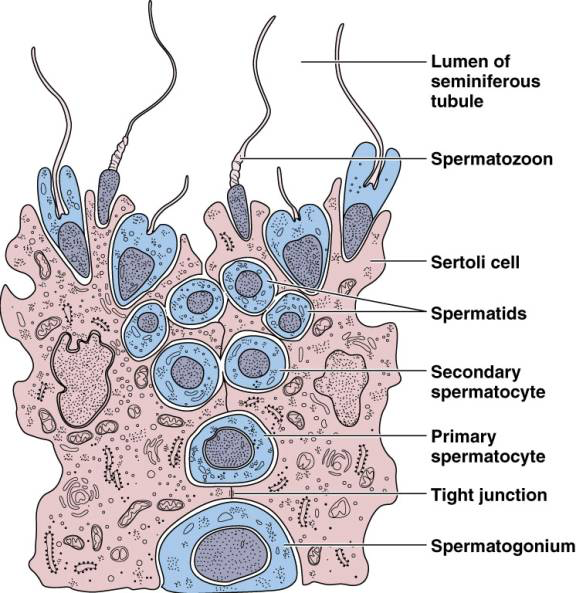 Lumen of
seminiferous
tubule
Spermatozoon
Sertoli cell
Spermatids
Secondary
spermatocyte
Primary
spermatocyte
Tight junction
Spermatogonium